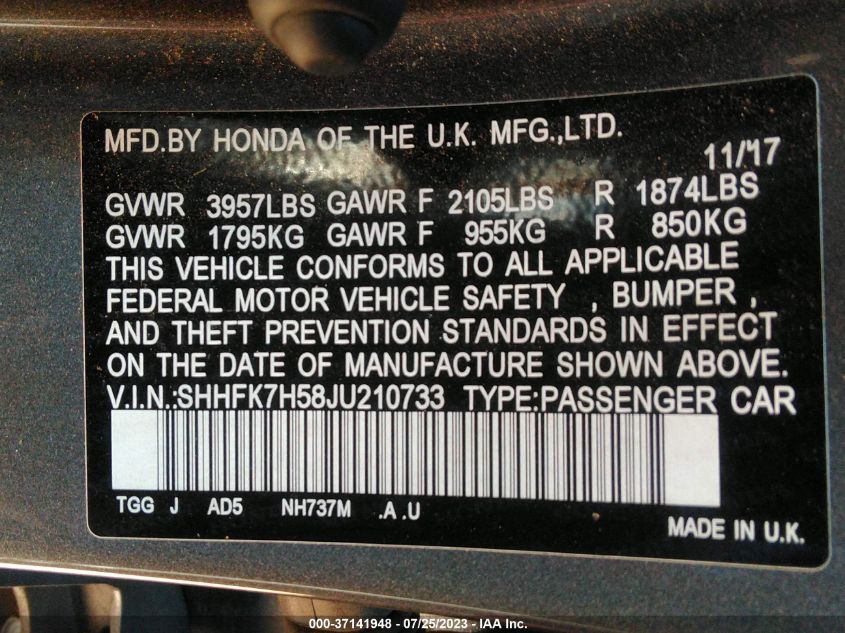 MFD.BY HONDA OF THE U.K. MFG.,LTD.
11/17
GVWR 3957LBS GAWR F 2105LBS R 1874LBS
GVWR 1795KG GAWR F 955KG R 850KG
THIS VEHICLE CONFORMS TO ALL APPLICABLE
FEDERAL MOTOR VEHICLE SAFETY , BUMPER ,
AND THEFT PREVENTION STANDARDS IN EFFECT
ON THE DATE OF MANUFACTURE SHOWN ABOVE.
V.I.N.:SHHFK7H58JU210733 TYPE:PASSENGER CAR
TGG J AD5 NH737M .A .U
MADE IN U.K.
000-37141948 - 07/25/2023 - IAA Inc.